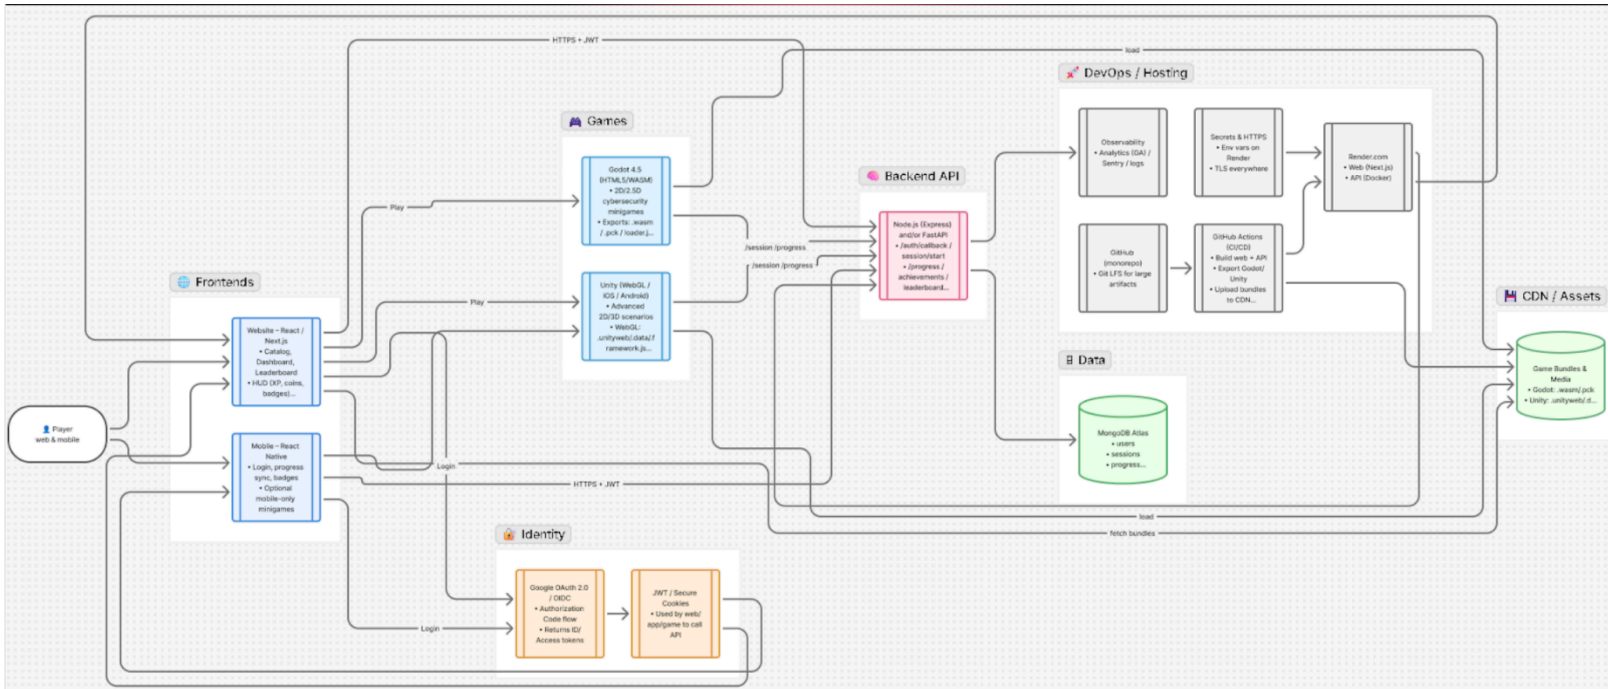 HTTPS + JWT
load
🚀 DevOps / Hosting
🎮 Games
Observability
• Analytics (GA) /
Sentry / logs
Secrets & HTTPS
• Env vars on
Render
• TLS everywhere
Render.com
• Web (Next.js)
• API (Docker)
Godot 4.5
(HTML5/WASM)
• 2D/2.5D
cybersecurity
minigames
• Exports: .wasm
/ .pck / loader.j...
🧠 Backend API
Play
Node.js (Express)
and/or FastAPI
• /auth/callback /
session/start
• /progress /
achievements /
leaderboard...
/session /progress
/session /progress
GitHub
(monorepo)
• Git LFS for large
artifacts
GitHub Actions
(CI/CD)
• Build web + API
• Export Godot/
Unity
• Upload bundles
to CDN...
🌐 Frontends
Unity (WebGL /
iOS / Android)
• Advanced
2D/3D scenarios
• WebGL:
.unityweb/.data/.f
ramework.js...
Play
💾 CDN / Assets
Website – React /
Next.js
• Catalog,
Dashboard,
Leaderboard
• HUD (XP, coins,
badges)...
🗄 Data
Game Bundles &
Media
• Godot: .wasm/.pck
• Unity: .unityweb/.d...
👤 Player
web & mobile
MongoDB Atlas
• users
• sessions
• progress...
Mobile – React
Native
• Login, progress
sync, badges
• Optional
mobile-only
minigames
Login
HTTPS + JWT
load
fetch bundles
🔐 Identity
Google OAuth 2.0
/ OIDC
• Authorization
Code flow
• Returns ID/
Access tokens
JWT / Secure
Cookies
• Used by web/
app/game to call
API
Login